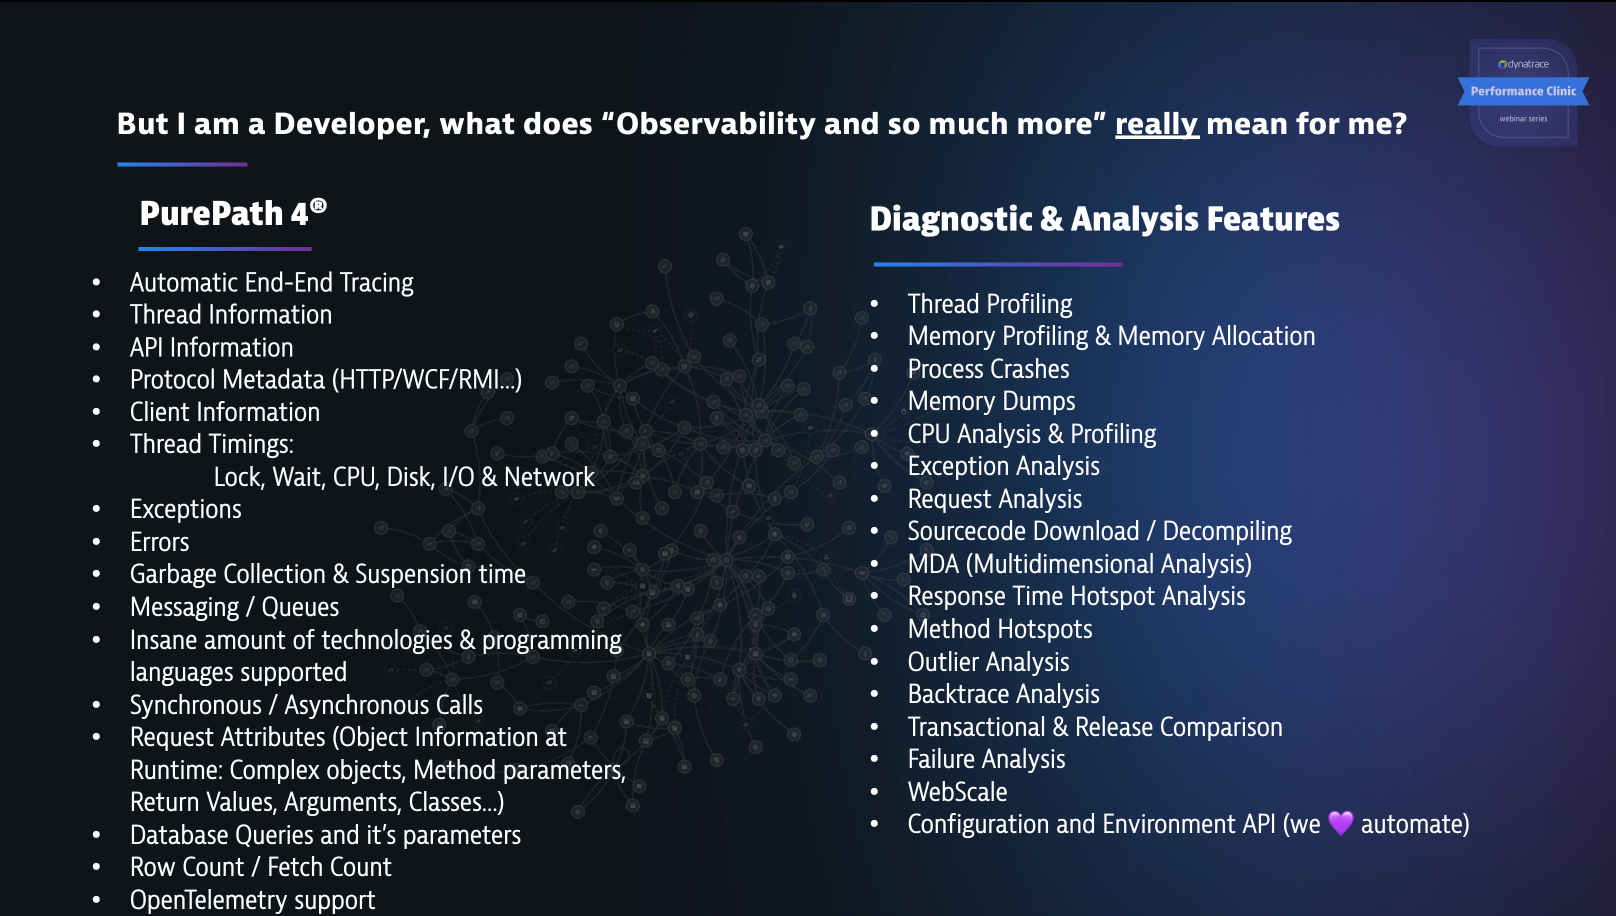 dynatrace
Performance Clinic
webinar series
But I am a Developer, what does “Observability and so much more” really mean for me?
PurePath 4®
• Automatic End-End Tracing
• Thread Information
• API Information
• Protocol Metadata (HTTP/WCF/RMI...)
• Client Information
• Thread Timings:
Lock, Wait, CPU, Disk, I/O & Network
• Exceptions
• Errors
• Garbage Collection & Suspension time
• Messaging / Queues
• Insane amount of technologies & programming
languages supported
• Synchronous / Asynchronous Calls
• Request Attributes (Object Information at
Runtime: Complex objects, Method parameters,
Return Values, Arguments, Classes...)
• Database Queries and it’s parameters
• Row Count / Fetch Count
• OpenTelemetry support
Diagnostic & Analysis Features
• Thread Profiling
• Memory Profiling & Memory Allocation
• Process Crashes
• Memory Dumps
• CPU Analysis & Profiling
• Exception Analysis
• Request Analysis
• Sourcecode Download / Decompiling
• MDA (Multidimensional Analysis)
• Response Time Hotspot Analysis
• Method Hotspots
• Outlier Analysis
• Backtrace Analysis
• Transactional & Release Comparison
• Failure Analysis
• WebScale
• Configuration and Environment API (we 💜 automate)